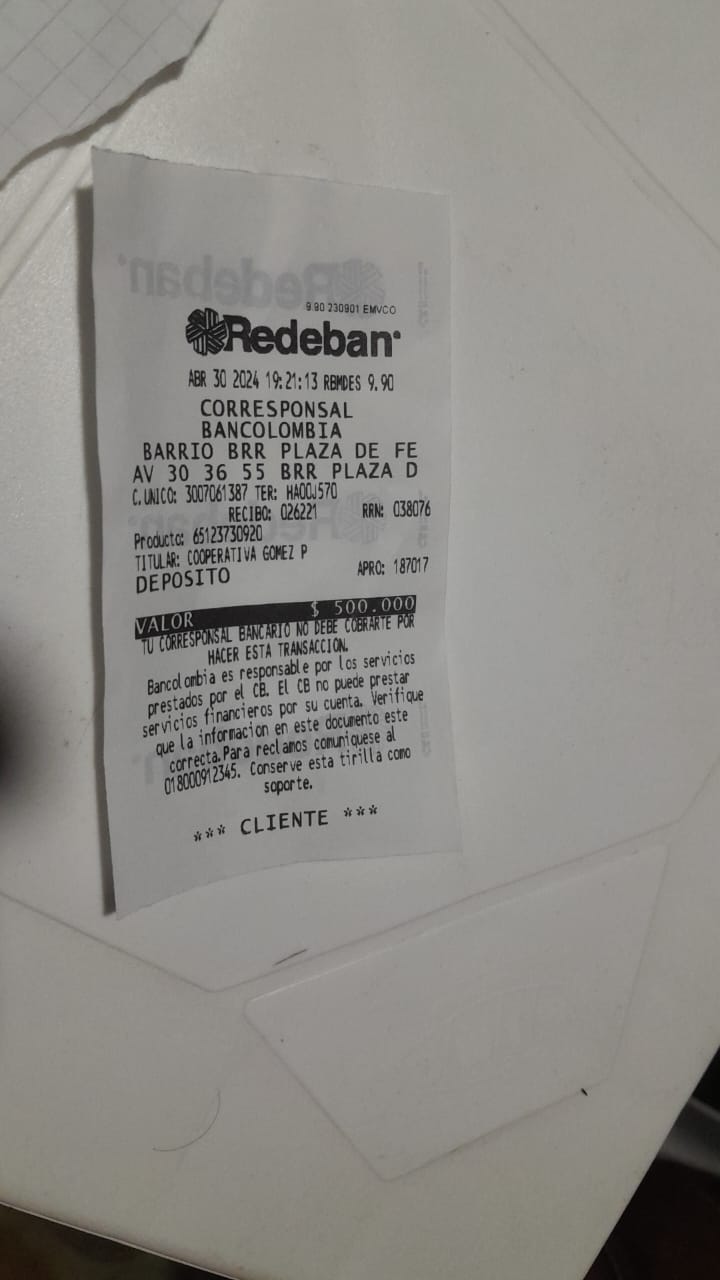 9.90 230901 EMVCO
Redeban
ABR 30 2024 19:21:13 RBMDES 9.90
CORRESPONSAL
BANCOLOMBIA
BARRIO BRR PLAZA DE FE
AV 30 36 55 BRR PLAZA D
C.UNICO: 3007061387 TER: HA00J570
RECIBO: 026221 RRN: 038076
Producto: 65123730920
TITULAR: COOPERATIVA GOMEZ P
DEPOSITO APRO: 187017
VALOR $ 500.000
TU CORRESPONSAL BANCARIO NO DEBE COBRARTE POR
HACER ESTA TRANSACCION.
Bancolombia es responsable por los servicios
prestados por el CB. El CB no puede prestar
servicios financieros por su cuenta. Verifique
que la informacion en este documento este
correcta.Para reclamos comuniquese al
018000912345. Conserve esta tirilla como
soporte.
*** CLIENTE ***